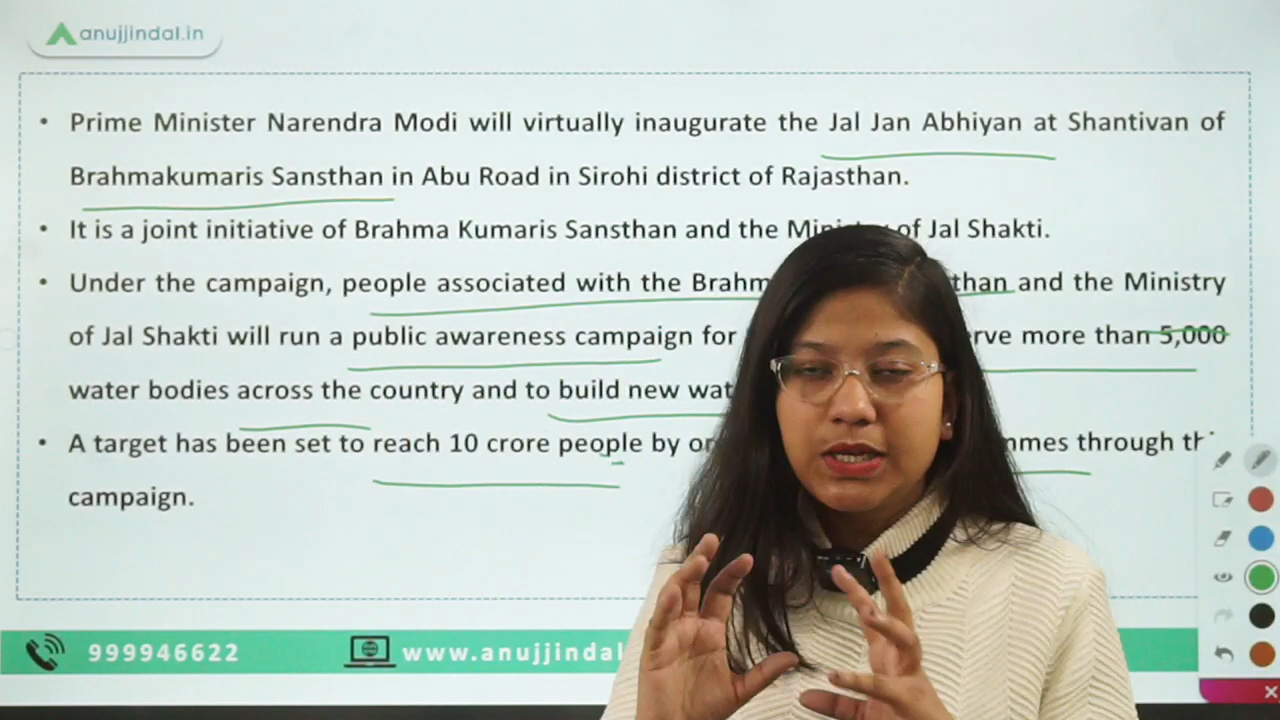 anujjindal.in
• Prime Minister Narendra Modi will virtually inaugurate the Jal Jan Abhiyan at Shantivan of
Brahmakumaris Sansthan in Abu Road in Sirohi district of Rajasthan.
• It is a joint initiative of Brahma Kumaris Sansthan and the of Jal Shakti.
• Under the campaign, people associated with the and the Ministry
of Jal Shakti will run a public awareness campaign for more than 5,000
water bodies across the country and to build new
• A target has been set to reach 10 crore people by through
campaign.
999946622
www.anujjindal